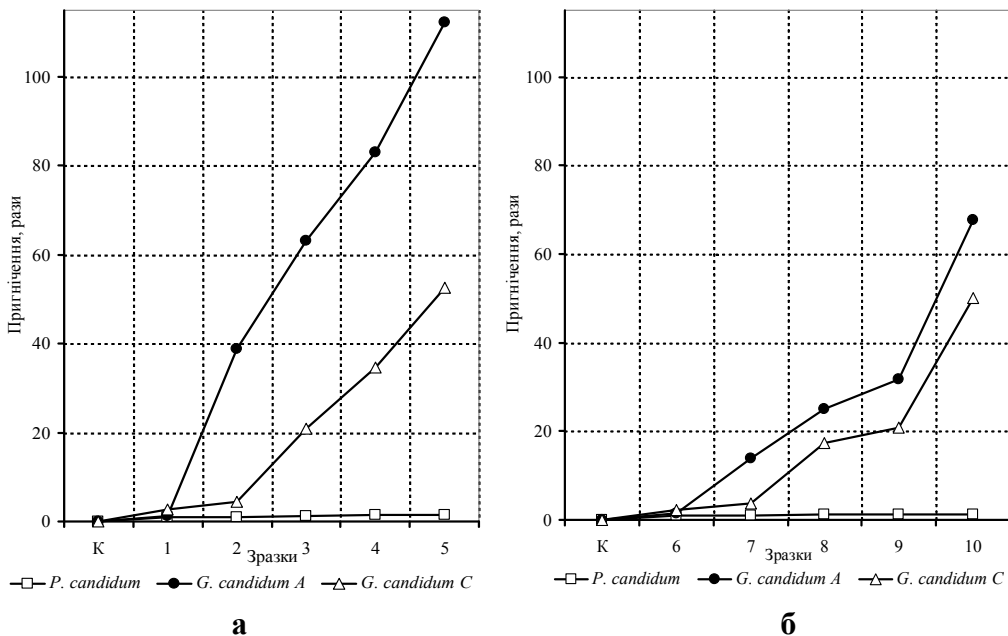 100
80
60
40
20
0
Пригнічення, рази
К 1 2 3 4 5
Зразки
P. candidum G. candidum A G. candidum C
а
100
80
60
40
20
0
Пригнічення, рази
К 6 7 8 9 10
Зразки
P. candidum G. candidum A G. candidum C
б